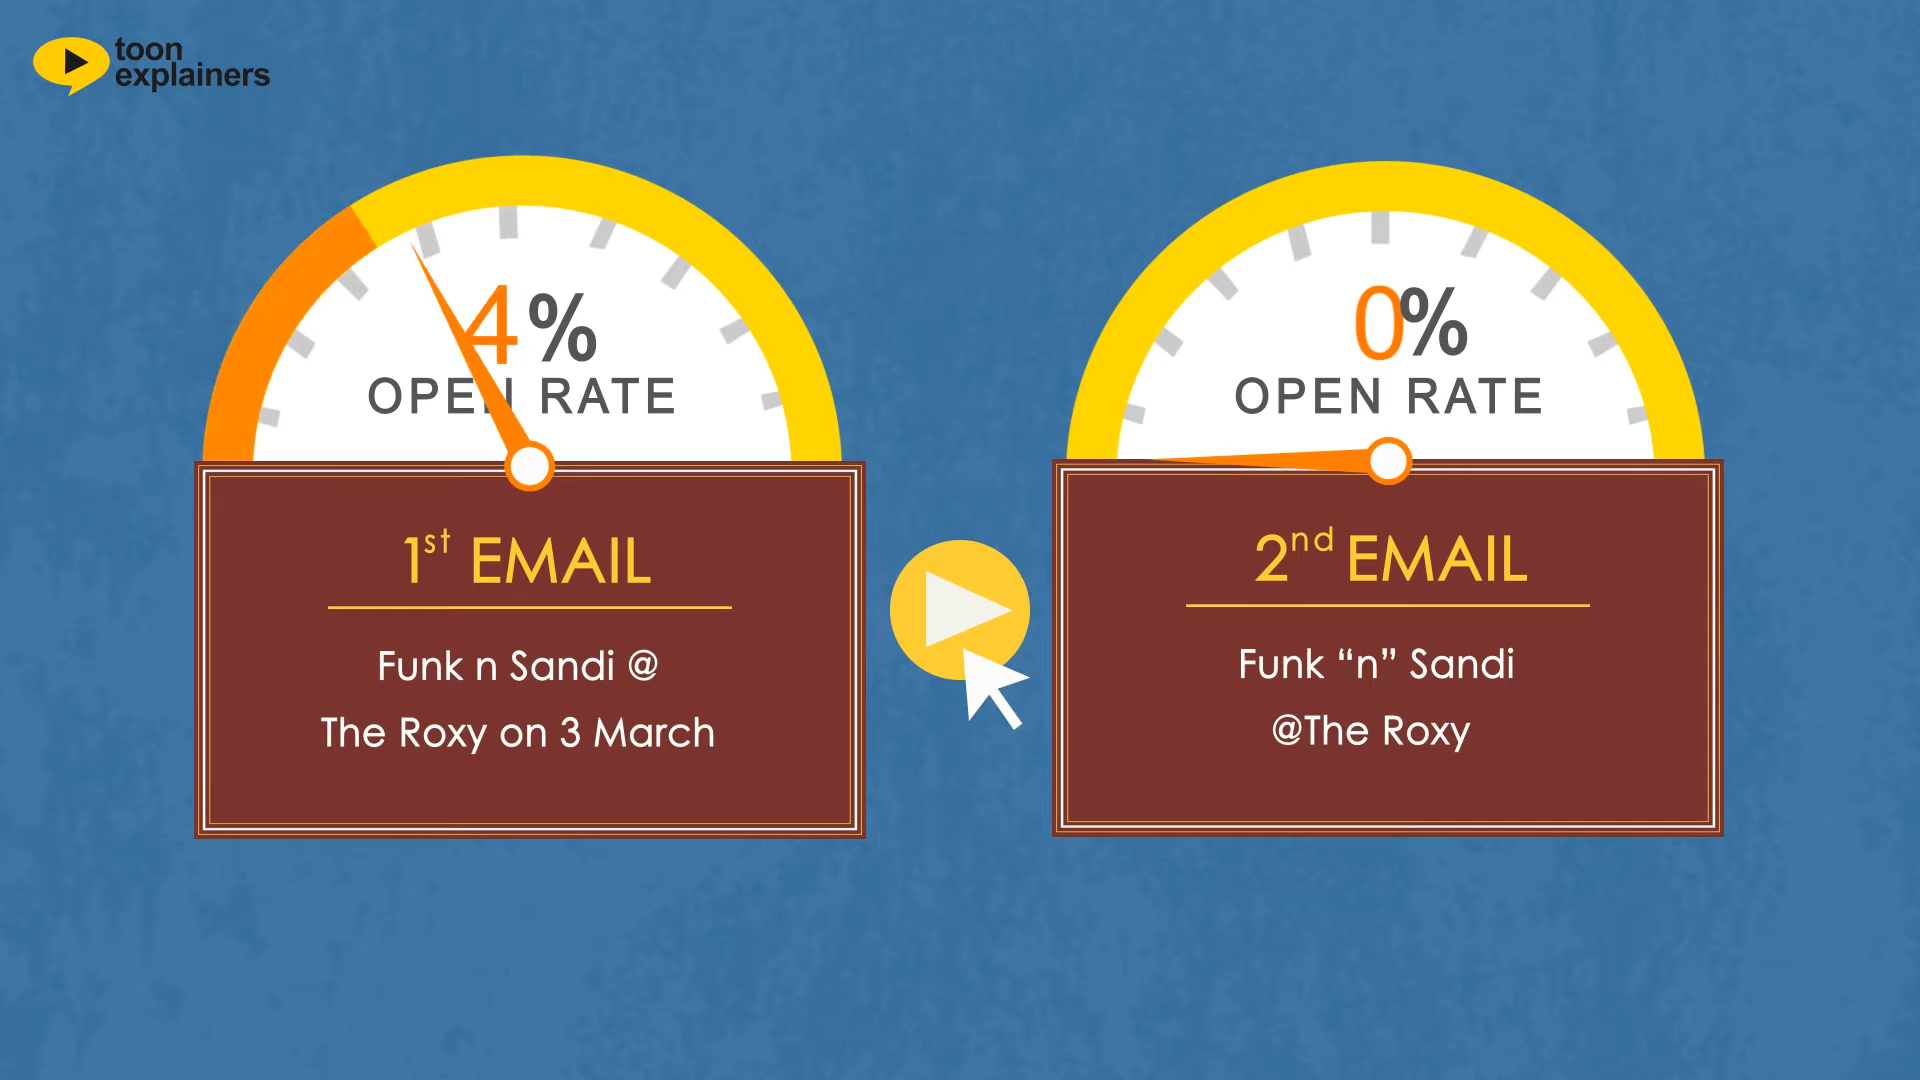 toon
explainers
4 %
OPEN RATE
1st EMAIL
Funk n Sandi @
The Roxy on 3 March
0%
OPEN RATE
2nd EMAIL
Funk “n” Sandi
@The Roxy